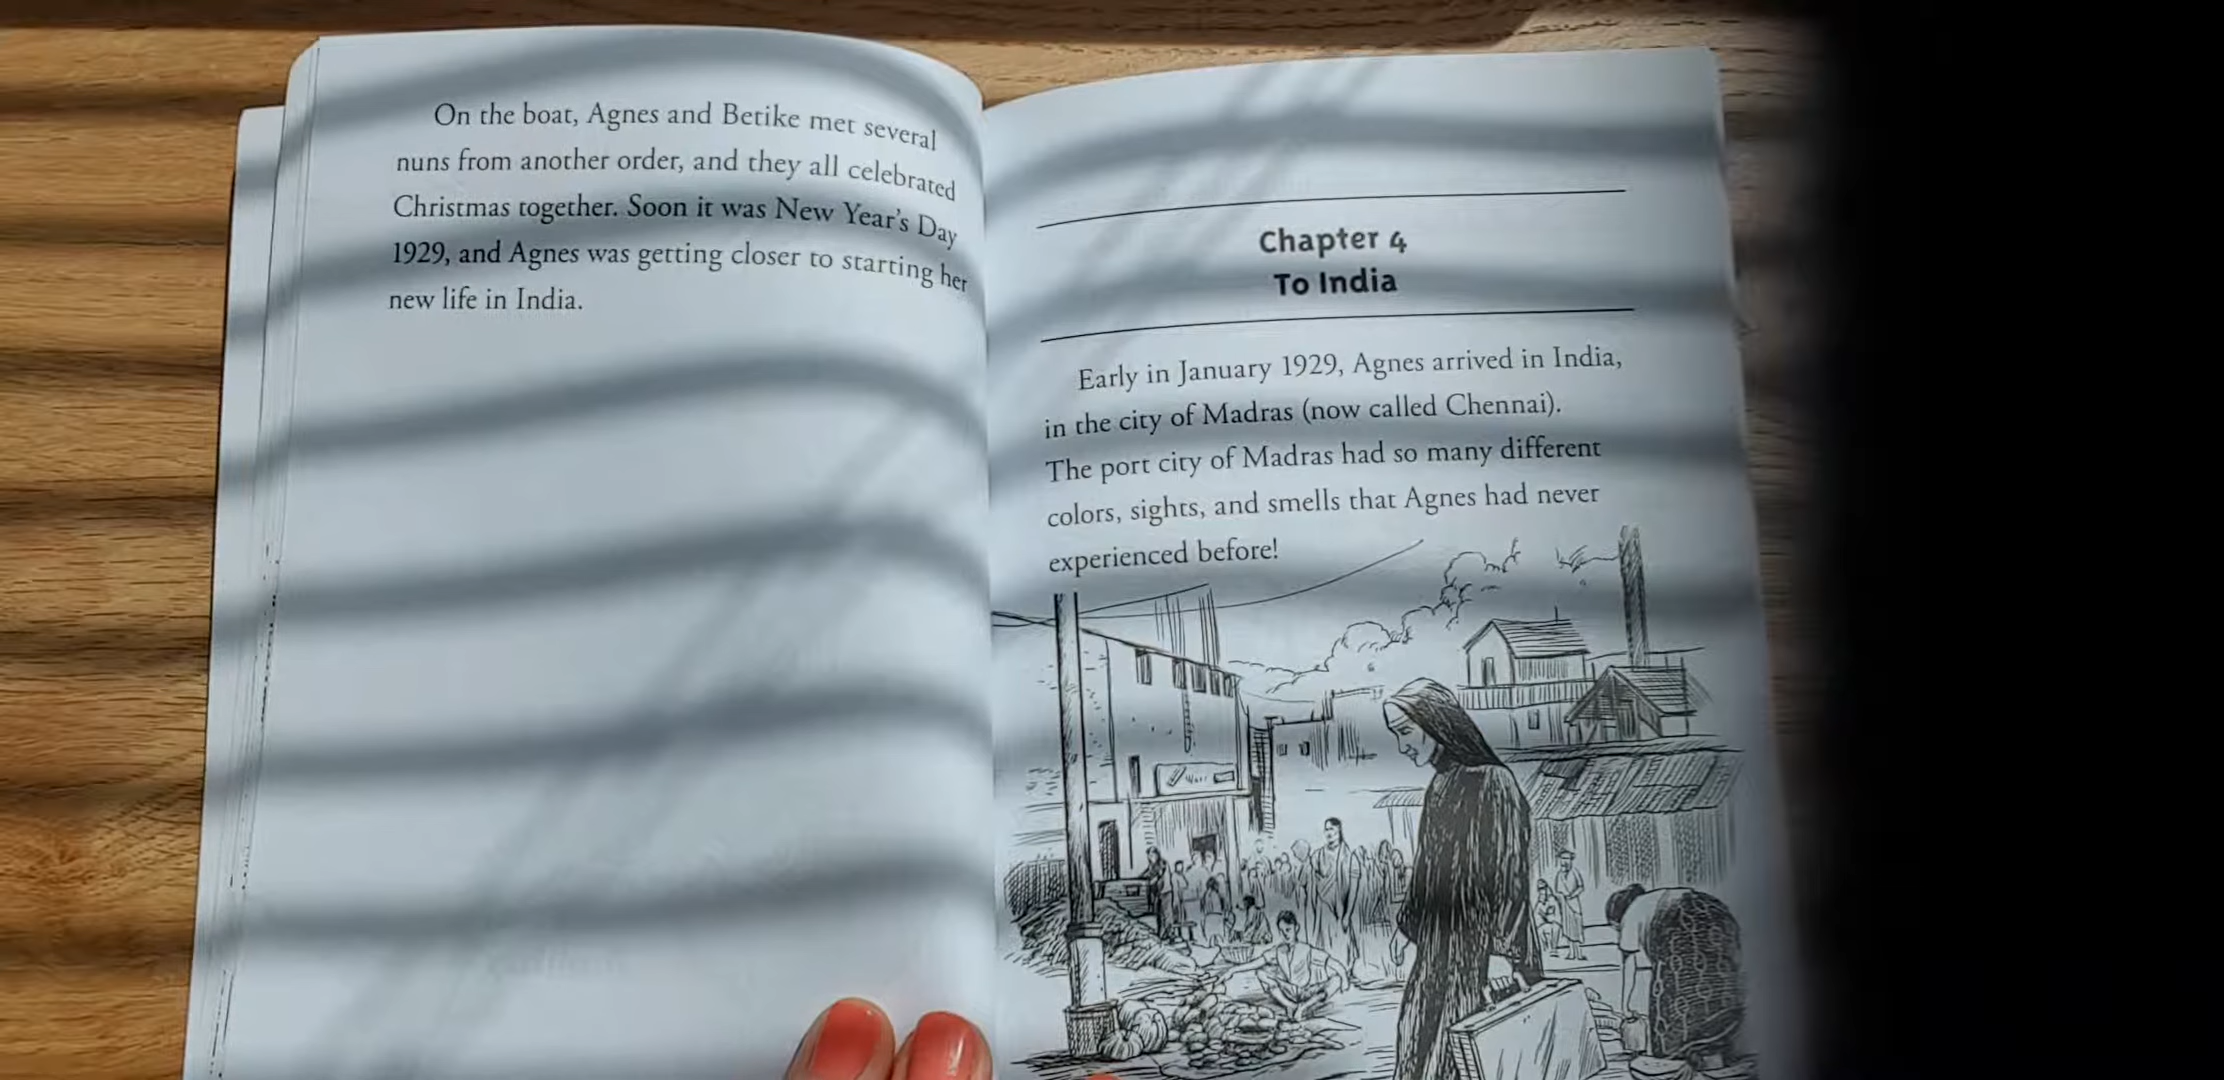 On the boat, Agnes and Betike met several
nuns from another order, and they all celebrated
Christmas together. Soon it was New Year's Day
1929, and Agnes was getting closer to starting her
new life in India.
Chapter 4
To India
Early in January 1929, Agnes arrived in India,
in the city of Madras (now called Chennai).
The port city of Madras had so many different
colors, sights, and smells that Agnes had never
experienced before!